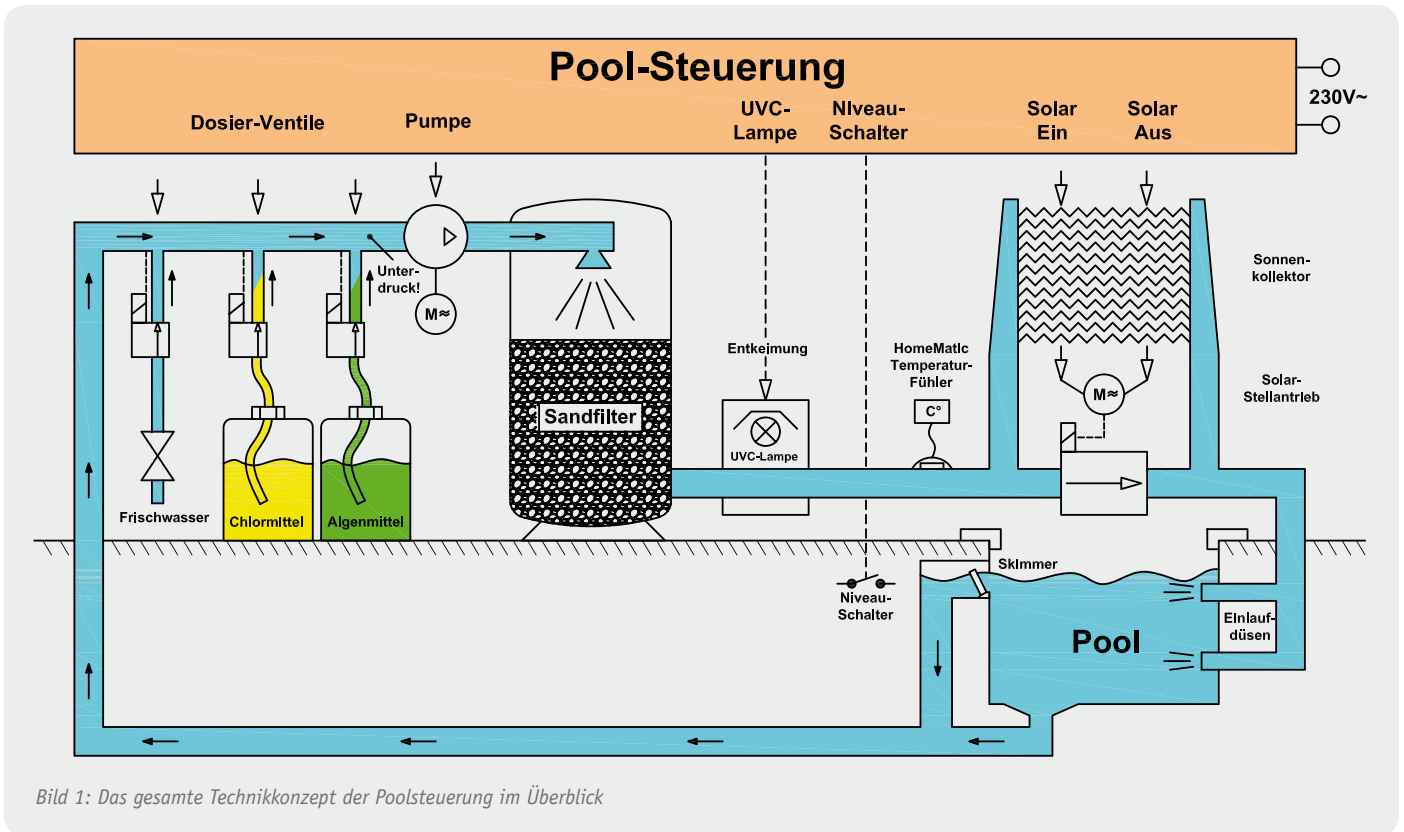 Pool-Steuerung
Dosier-Ventile
Pumpe
UVC-
Lampe
NIveau-
Schalter
Solar
Ein
Solar
Aus
230V~
Unter-
druck!
M≈
Sonnen-
kollektor
Entkeimung
HomeMatIc
Temperatur-
Fühler
C°
M≈
Solar-
Stellantrieb
Sandfilter
UVC-Lampe
Frischwasser
Chlormittel
Algenmittel
SkImmer
Niveau-
Schalter
Pool
EInlauf-
düsen
Bild 1: Das gesamte Technikkonzept der Poolsteuerung im Überblick